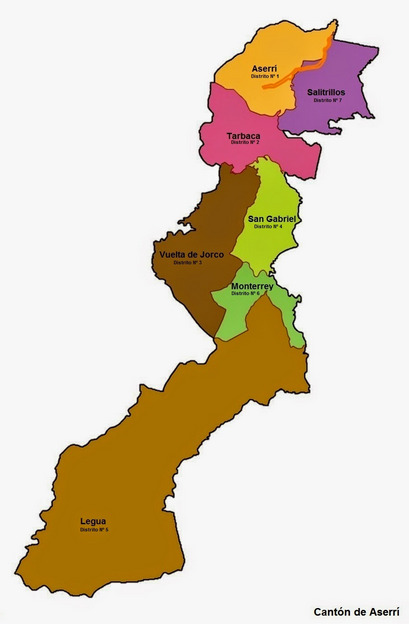 Aserrí
Distrito Nº 1
Salitrillos
Distrito Nº 7
Tarbaca
Distrito Nº 2
San Gabriel
Distrito Nº 4
Vuelta de Jorco
Distrito Nº 3
Monterrey
Distrito Nº 6
Legua
Distrito Nº 5
Cantón de Aserrí